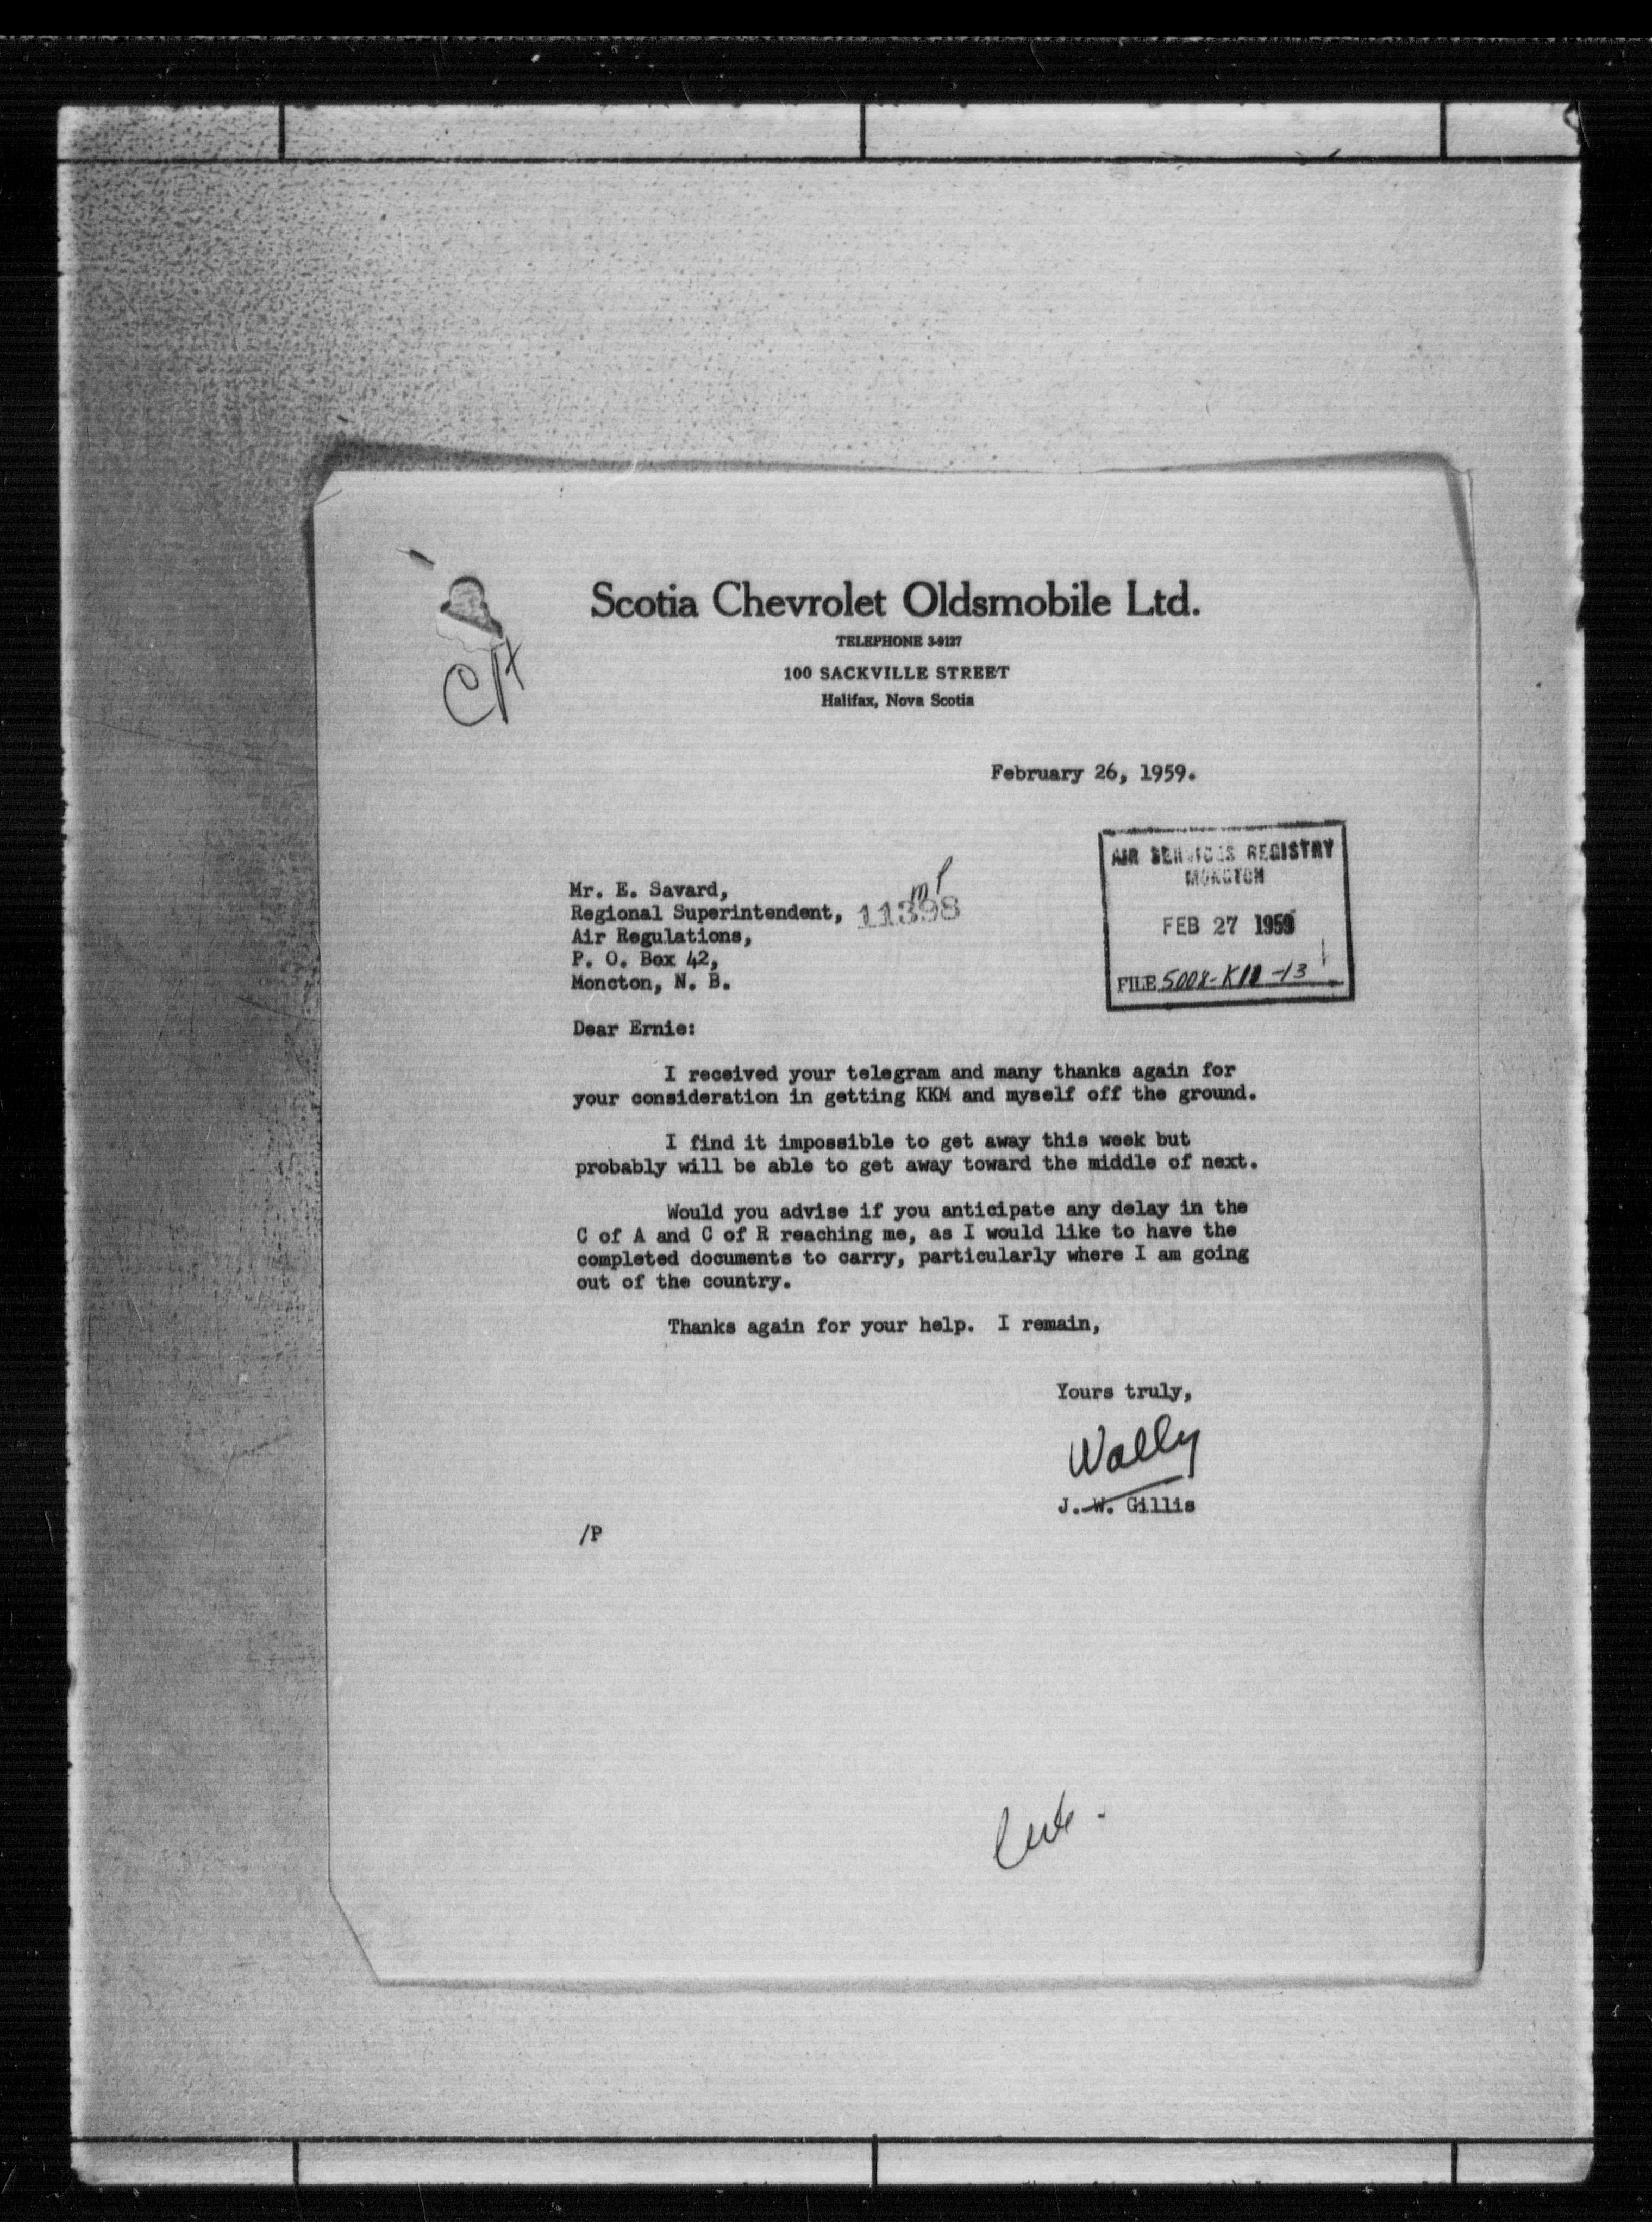 Scotia Chevrolet Oldsmobile Ltd.
TELEPHONE 3-9127
100 SACKVILLE STREET
Halifax, Nova Scotia
February 26, 1959.
AIR SERVICES REGISTRY
MONCTON
FEB 27 1959
FILE 5008-K11-13
Mr. E. Savard,
Regional Superintendent, 11398
Air Regulations,
P. O. Box 42,
Moncton, N. B.
Dear Ernie:
I received your telegram and many thanks again for
your consideration in getting KKM and myself off the ground.
I find it impossible to get away this week but
probably will be able to get away toward the middle of next.
Would you advise if you anticipate any delay in the
C of A and C of R reaching me, as I would like to have the
completed documents to carry, particularly where I am going
out of the country.
Thanks again for your help. I remain,
Yours truly,
Wally
J. W. Gillis
/P